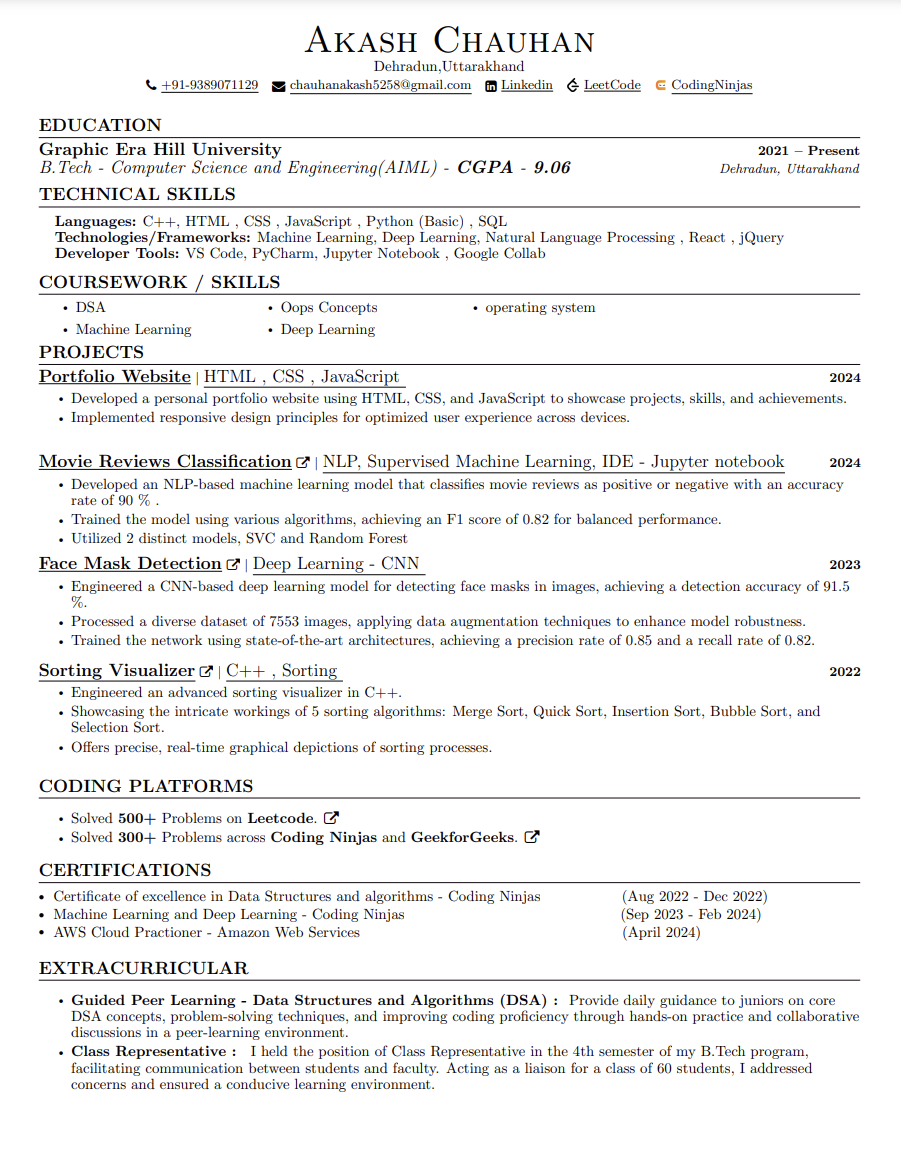 AKASH CHAUHAN
Dehradun,Uttarakhand
+91-9389071129 chauhanakash5258@gmail.com Linkedin LeetCode CodingNinjas
EDUCATION
Graphic Era Hill University 2021 – Present
B.Tech - Computer Science and Engineering(AIML) - CGPA - 9.06 Dehradun, Uttarakhand
TECHNICAL SKILLS
Languages: C++, HTML , CSS , JavaScript , Python (Basic) , SQL
Technologies/Frameworks: Machine Learning, Deep Learning, Natural Language Processing , React , jQuery
Developer Tools: VS Code, PyCharm, Jupyter Notebook , Google Collab
COURSEWORK / SKILLS
• DSA • Oops Concepts • operating system
• Machine Learning • Deep Learning
PROJECTS
Portfolio Website | HTML , CSS , JavaScript 2024
• Developed a personal portfolio website using HTML, CSS, and JavaScript to showcase projects, skills, and achievements.
• Implemented responsive design principles for optimized user experience across devices.
Movie Reviews Classification | NLP, Supervised Machine Learning, IDE - Jupyter notebook 2024
• Developed an NLP-based machine learning model that classifies movie reviews as positive or negative with an accuracy
rate of 90 % .
• Trained the model using various algorithms, achieving an F1 score of 0.82 for balanced performance.
• Utilized 2 distinct models, SVC and Random Forest
Face Mask Detection | Deep Learning - CNN 2023
• Engineered a CNN-based deep learning model for detecting face masks in images, achieving a detection accuracy of 91.5
%.
• Processed a diverse dataset of 7553 images, applying data augmentation techniques to enhance model robustness.
• Trained the network using state-of-the-art architectures, achieving a precision rate of 0.85 and a recall rate of 0.82.
Sorting Visualizer | C++ , Sorting 2022
• Engineered an advanced sorting visualizer in C++.
• Showcasing the intricate workings of 5 sorting algorithms: Merge Sort, Quick Sort, Insertion Sort, Bubble Sort, and
Selection Sort.
• Offers precise, real-time graphical depictions of sorting processes.
CODING PLATFORMS
• Solved 500+ Problems on Leetcode.
• Solved 300+ Problems across Coding Ninjas and GeekforGeeks.
CERTIFICATIONS
• Certificate of excellence in Data Structures and algorithms - Coding Ninjas (Aug 2022 - Dec 2022)
• Machine Learning and Deep Learning - Coding Ninjas (Sep 2023 - Feb 2024)
• AWS Cloud Practioner - Amazon Web Services (April 2024)
EXTRACURRICULAR
• Guided Peer Learning - Data Structures and Algorithms (DSA) : Provide daily guidance to juniors on core
DSA concepts, problem-solving techniques, and improving coding proficiency through hands-on practice and collaborative
discussions in a peer-learning environment.
• Class Representative : I held the position of Class Representative in the 4th semester of my B.Tech program,
facilitating communication between students and faculty. Acting as a liaison for a class of 60 students, I addressed
concerns and ensured a conducive learning environment.